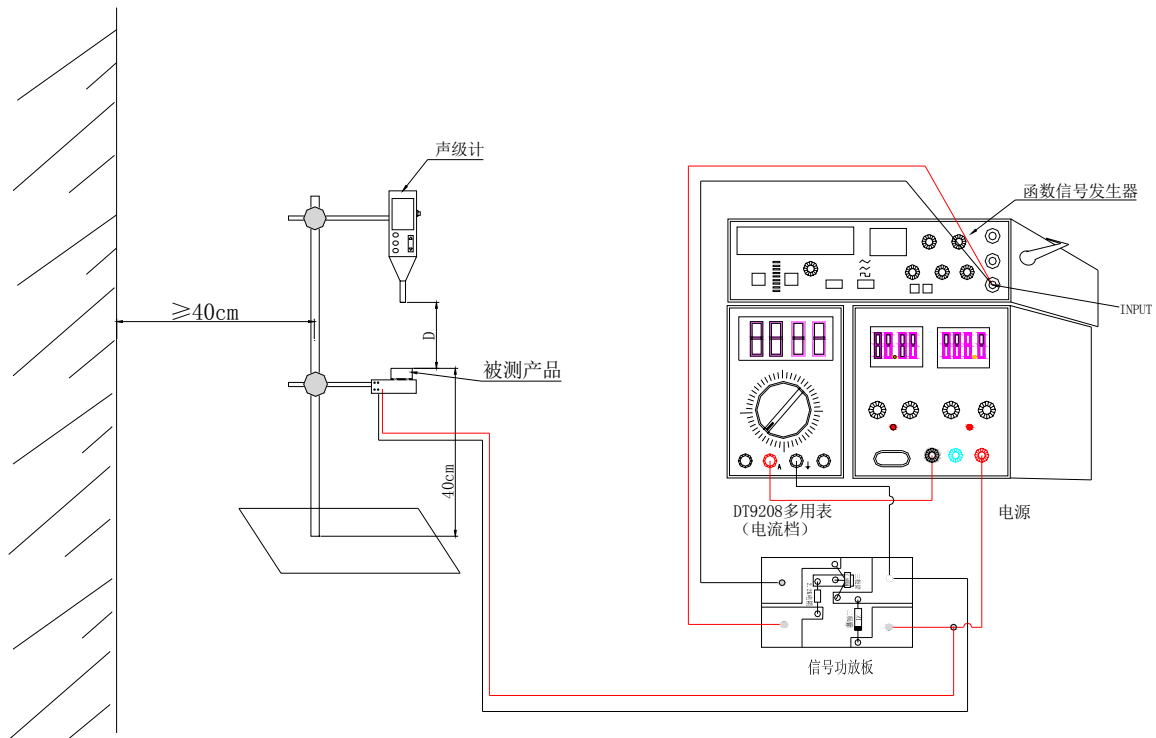 声级计
函数信号发生器
≥40cm
INPUT
D
被测产品
40cm
A
DT9208多用表
（电流档）
电源
信号功放板